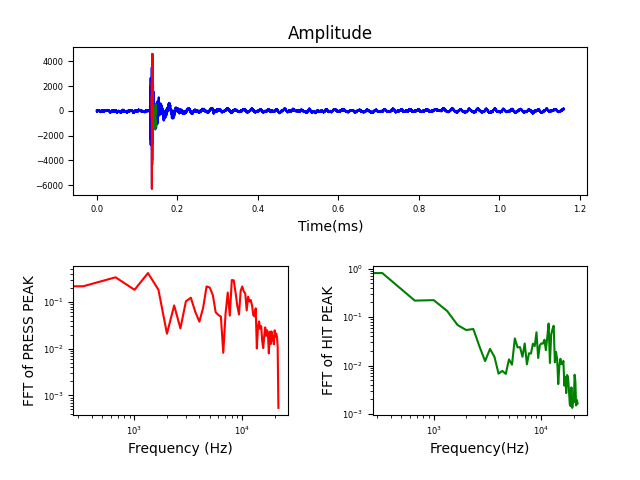 Amplitude
4000
2000
0
−2000
−4000
−6000
0.0 0.2 0.4 0.6 0.8 1.0 1.2
Time(ms)
FFT of PRESS PEAK
10⁻¹
10⁻²
10⁻³
10³ 10⁴
Frequency (Hz)
FFT of HIT PEAK
10⁰
10⁻¹
10⁻²
10⁻³
10³ 10⁴
Frequency(Hz)